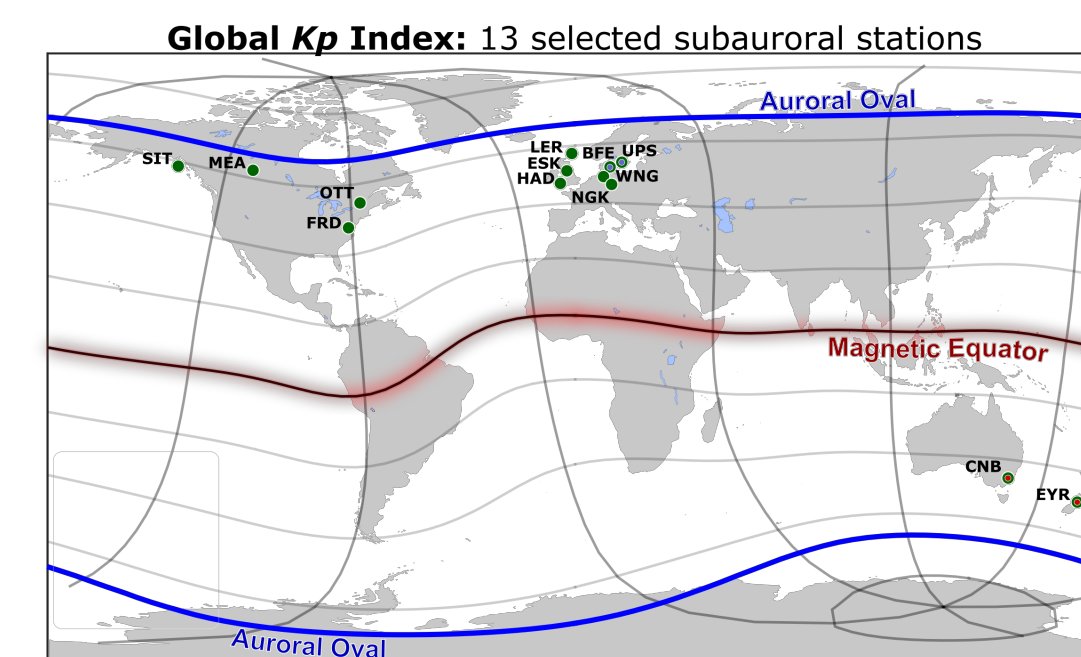 Global Kp Index: 13 selected subauroral stations
Auroral Oval
SIT
MEA
OTT
FRD
LER
ESK
HAD
BFE
UPS
WNG
NGK
Magnetic Equator
CNB
EYR
Auroral Oval